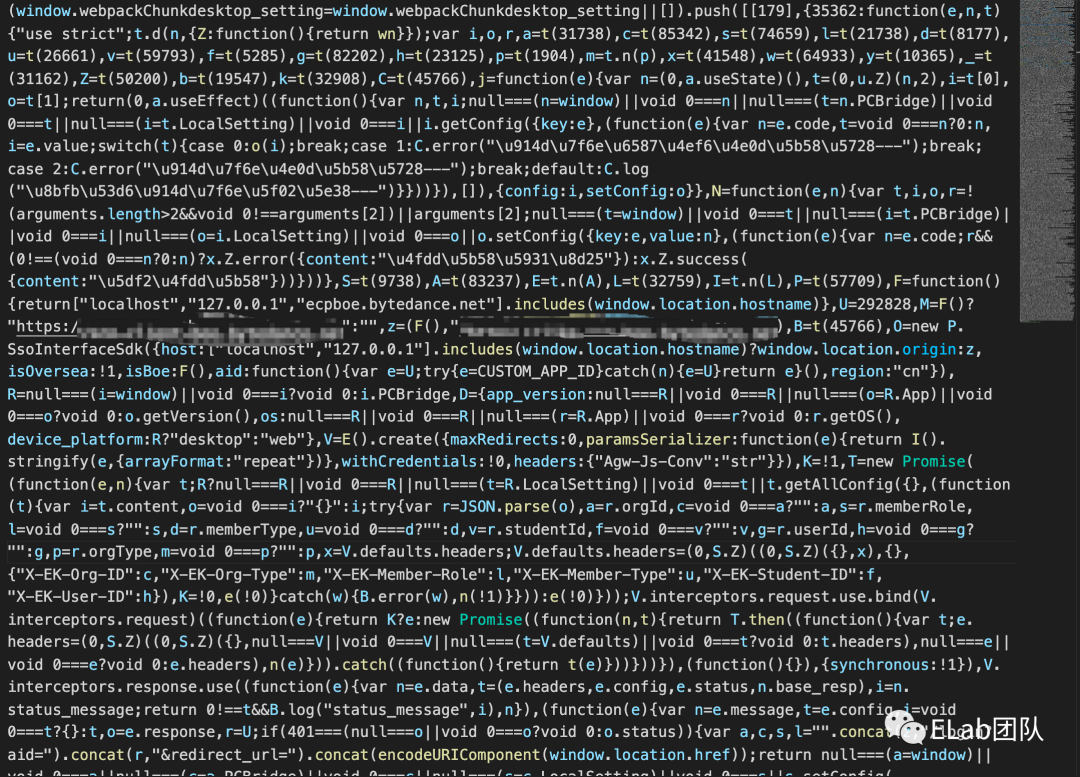 (window.webpackChunkdesktop_setting=window.webpackChunkdesktop_setting||[]).push([[179],{35362:function(e,n,t)
{"use strict";t.d(n,{Z:function(){return wn}});var i,o,r,a=t(31738),c=t(85342),s=t(74659),l=t(21738),d=t(8177),
u=t(26661),v=t(59793),f=t(5285),g=t(82202),h=t(23125),p=t(1904),m=t.n(p),x=t(41548),w=t(64933),y=t(10365),_=t
(31162),Z=t(50200),b=t(19547),k=t(32908),C=t(45766),j=function(e){var n=(0,a.useState)(),t=(0,u.Z)(n,2),i=t[0],
o=t[1];return(0,a.useEffect)((function(){var n,t,i;null===(n=window)||void 0===n||null===(t=n.PCBridge)||void
0===t||null===(i=t.LocalSetting)||void 0===i||i.getConfig({key:e},(function(e){var n=e.code,t=void 0===n?0:n,
i=e.value;switch(t){case 0:o(i);break;case 1:C.error("\u914d\u7f6e\u6587\u4ef6\u4e0d\u5b58\u5728---");break;
case 2:C.error("\u914d\u7f6e\u4e0d\u5b58\u5728---");break;default:C.log
("\u8bfb\u53d6\u914d\u7f6e\u5f02\u5e38---")}}))}),[]),{config:i,setConfig:o}},N=function(e,n){var t,i,o,r=!
(arguments.length>2&&void 0!==arguments[2])||arguments[2];null===(t=window)||void 0===t||null===(i=t.PCBridge)|
|void 0===i||null===(o=i.LocalSetting)||void 0===o||o.setConfig({key:e,value:n},(function(e){var n=e.code;r&&
(0!==(void 0===n?0:n)?x.Z.error({content:"\u4fdd\u5b58\u5931\u8d25"}):x.Z.success(
{content:"\u5df2\u4fdd\u5b58"}))}))},S=t(9738),A=t(83237),E=t.n(A),L=t(32759),I=t.n(L),P=t(57709),F=function()
{return["localhost","127.0.0.1","ecpboe.bytedance.net"].includes(window.location.hostname)},U=292828,M=F()?
"https:/ ":"",z=(F()," "),B=t(45766),O=new P.
SsoInterfaceSdk({host:["localhost","127.0.0.1"].includes(window.location.hostname)?window.location.origin:z,
isOversea:!1,isBoe:F(),aid:function(){var e=U;try{e=CUSTOM_APP_ID}catch(n){e=U}return e}(),region:"cn"}),
R=null===(i=window)||void 0===i?void 0:i.PCBridge,D={app_version:null===R||void 0===R||null===(o=R.App)||void
0===o?void 0:o.getVersion(),os:null===R||void 0===R||null===(r=R.App)||void 0===r?void 0:r.getOS(),
device_platform:R?"desktop":"web"},V=E().create({maxRedirects:0,paramsSerializer:function(e){return I().
stringify(e,{arrayFormat:"repeat"})},withCredentials:!0,headers:{"Agw-Js-Conv":"str"}}),K=!1,T=new Promise(
(function(e,n){var t;R?null===R||void 0===R||null===(t=R.LocalSetting)||void 0===t||t.getAllConfig({},(function
(t){var i=t.content,o=void 0===i?"{}":i;try{var r=JSON.parse(o),a=r.orgId,c=void 0===a?"":a,s=r.memberRole,
l=void 0===s?"":s,d=r.memberType,u=void 0===d?"":d,v=r.studentId,f=void 0===v?"":v,g=r.userId,h=void 0===g?
"":g,p=r.orgType,m=void 0===p?"":p,x=V.defaults.headers;V.defaults.headers=(0,S.Z)((0,S.Z)({},x),{},
{"X-EK-Org-ID":c,"X-EK-Org-Type":m,"X-EK-Member-Role":l,"X-EK-Member-Type":u,"X-EK-Student-ID":f,
"X-EK-User-ID":h}),K=!0,e(!0)}catch(w){B.error(w),n(!1)}})):e(!0)}));V.interceptors.request.use.bind(V.
interceptors.request)((function(e){return K?e:new Promise((function(n,t){return T.then((function(){var t;e.
headers=(0,S.Z)((0,S.Z)({},null===V||void 0===V||null===(t=V.defaults)||void 0===t?void 0:t.headers),null===e||
void 0===e?void 0:e.headers),n(e)})).catch((function(){return t(e)}))}))}),(function(){}),{synchronous:!1}),V.
interceptors.response.use((function(e){var n=e.data,t=(e.headers,e.config,e.status,n.base_resp),i=n.
status_message;return 0!==t&&B.log("status_message",i),n}),(function(e){var n=e.message,t=e.config,i=void
0===t?{}:t,o=e.response,r=U;if(401===(null===o||void 0===o?void 0:o.status)){var a,c,s,l="".conca
ELab团队
aid=").concat(r,"&redirect_url=").concat(encodeURIComponent(window.location.href));return null===(a=window)||